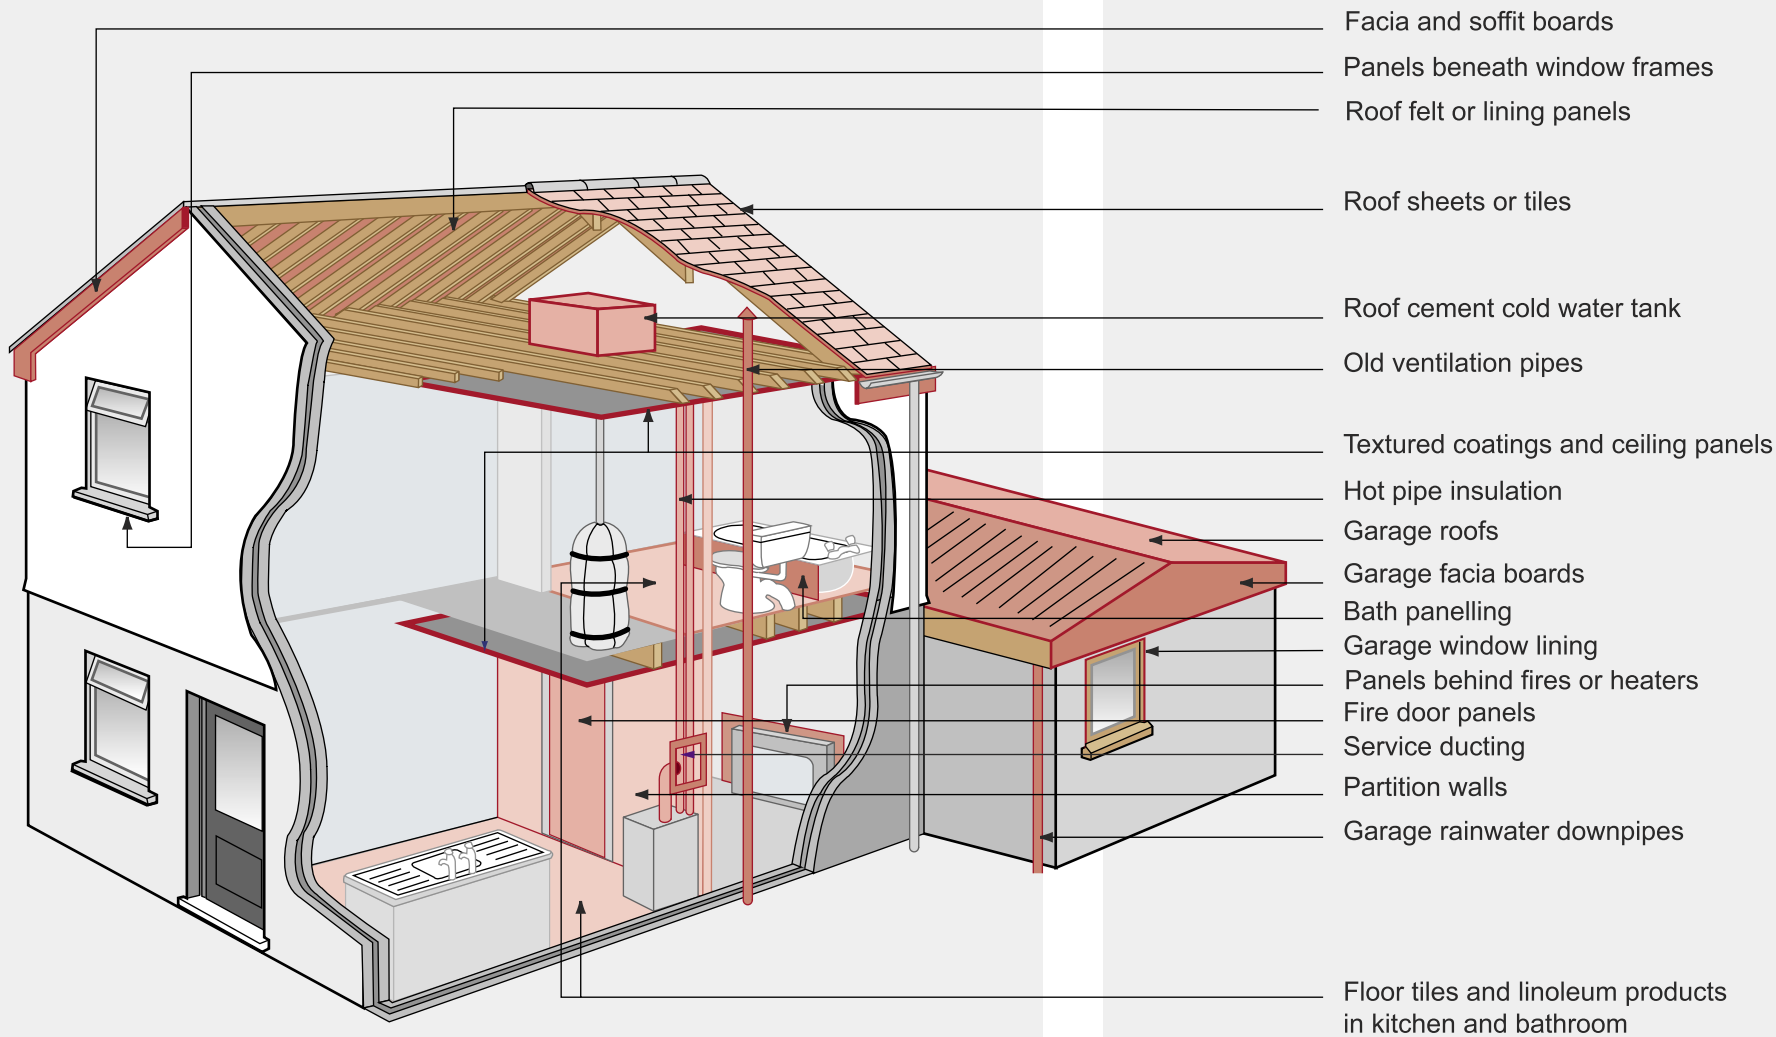 Facia and soffit boards
Panels beneath window frames
Roof felt or lining panels
Roof sheets or tiles
Roof cement cold water tank
Old ventilation pipes
Textured coatings and ceiling panels
Hot pipe insulation
Garage roofs
Garage facia boards
Bath panelling
Garage window lining
Panels behind fires or heaters
Fire door panels
Service ducting
Partition walls
Garage rainwater downpipes
Floor tiles and linoleum products
in kitchen and bathroom